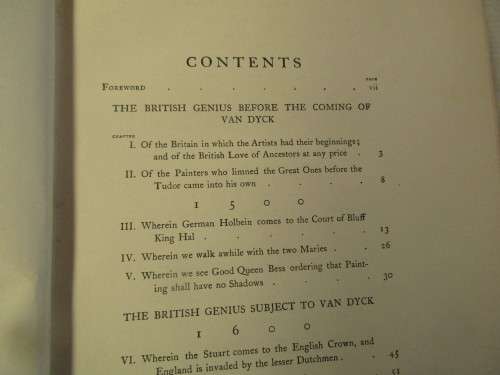 CONTENTS
PAGE
FOREWORD . . . . . . . vii
THE BRITISH GENIUS BEFORE THE COMING OF
VAN DYCK
CHAPTER
I. Of the Britain in which the Artists had their beginnings;
and of the British Love of Ancestors at any price . 3
II. Of the Painters who limned the Great Ones before the
Tudor came into his own . . . . 8
1 5 0 0
III. Wherein German Holbein comes to the Court of Bluff
King Hal . . . . . . 13
IV. Wherein we walk awhile with the two Maries . . 26
V. Wherein we see Good Queen Bess ordering that Paint-
ing shall have no Shadows . . . . 30
THE BRITISH GENIUS SUBJECT TO VAN DYCK
1 6 0 0
VI. Wherein the Stuart comes to the English Crown, and
England is invaded by the lesser Dutchmen . . 45